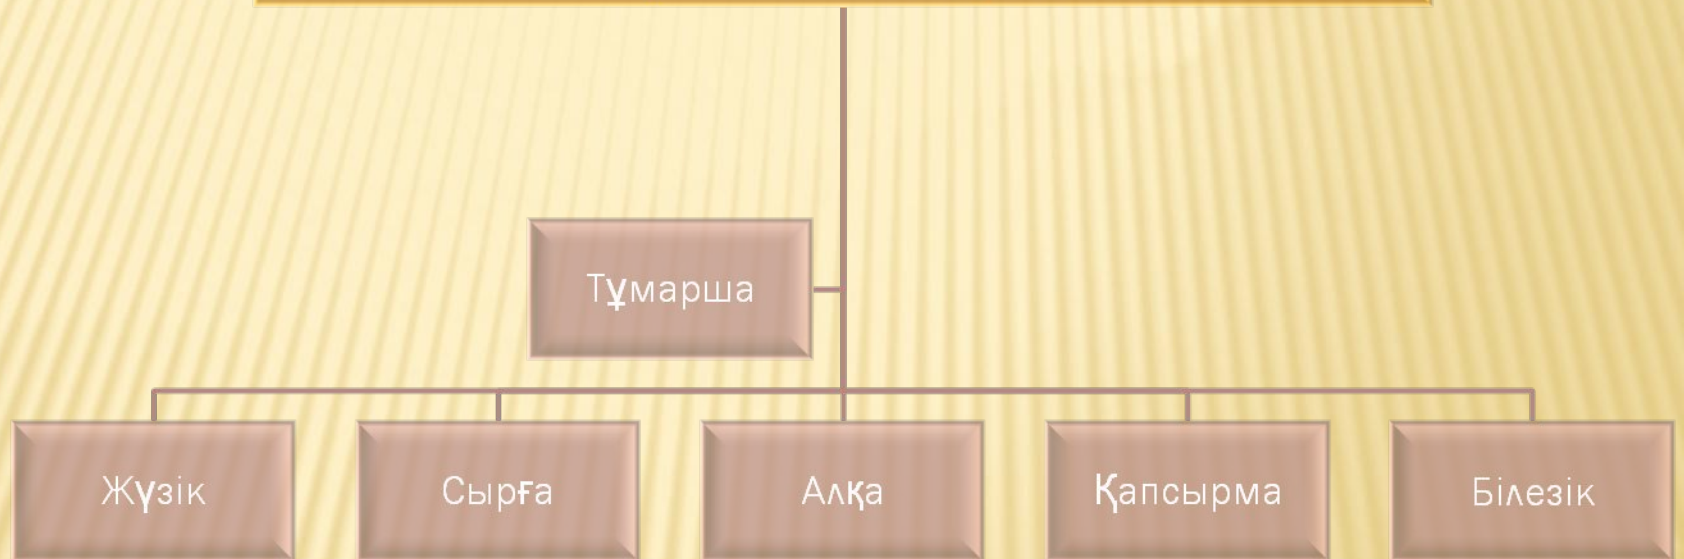 Тұмарша
Жүзік
Сырға
Алқа
Қапсырма
Білезік